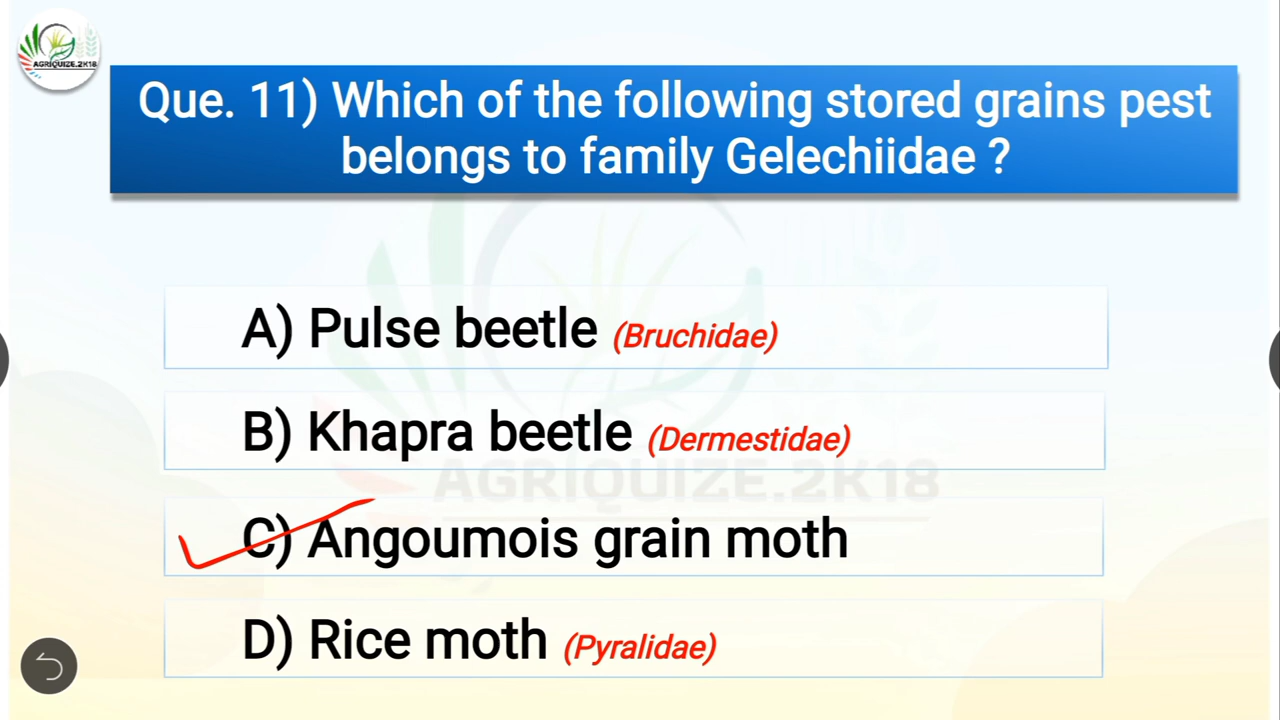 AGRIQUIZE.2K18
Que. 11) Which of the following stored grains pest
belongs to family Gelechiidae ?
A) Pulse beetle (Bruchidae)
B) Khapra beetle (Dermestidae)
AGRIQUIZE.2K18
C) Angoumois grain moth
D) Rice moth (Pyralidae)